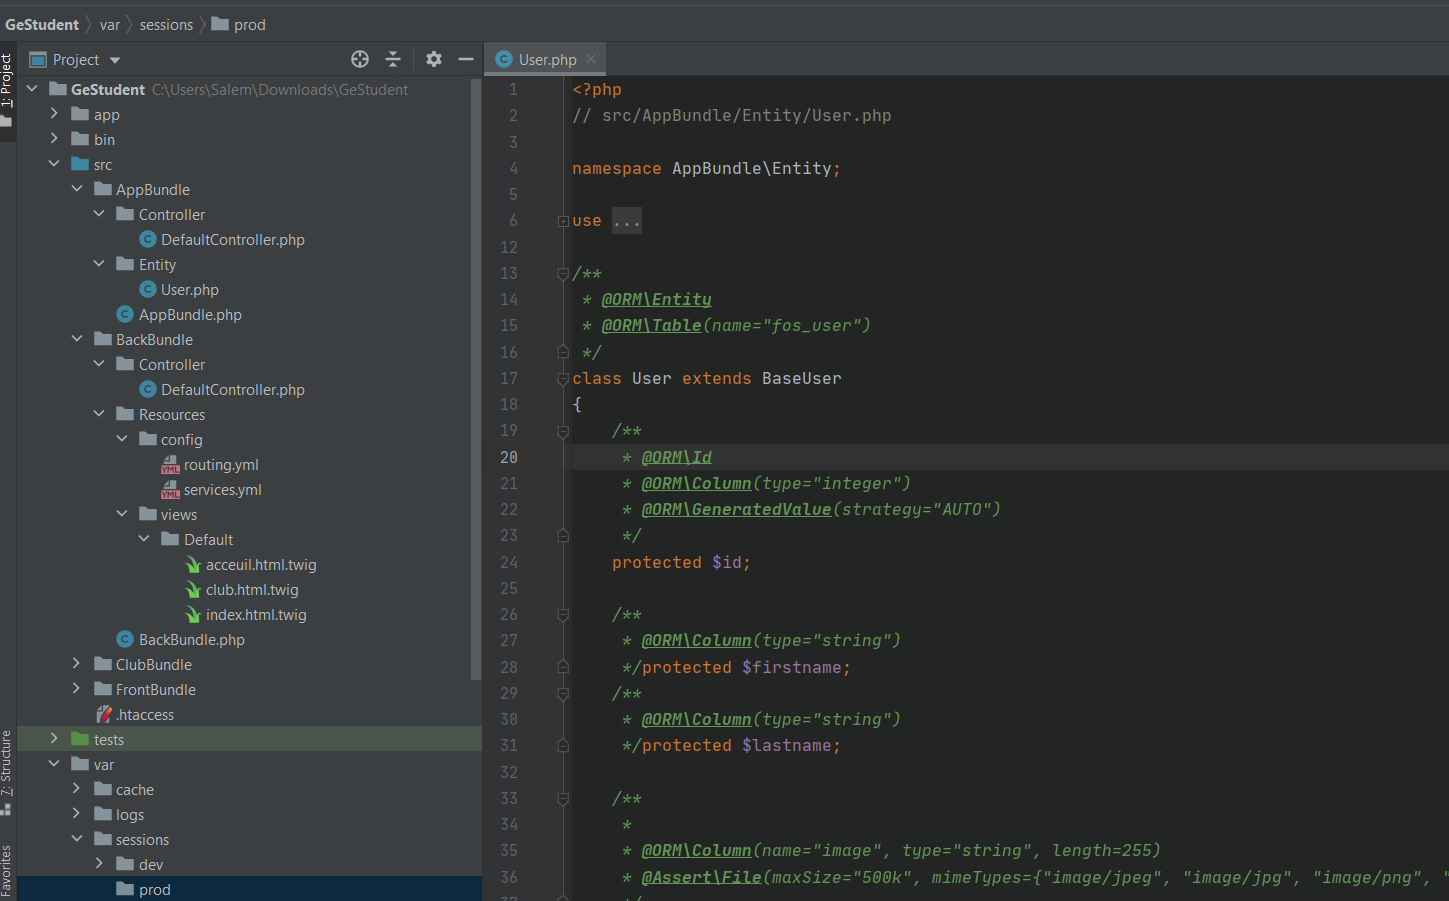 GeStudent var sessions prod
1: Project
Project
GeStudent C:\Users\Salem\Downloads\GeStudent
app
bin
src
AppBundle
Controller
DefaultController.php
Entity
User.php
AppBundle.php
BackBundle
Controller
DefaultController.php
Resources
config
YML routing.yml
YML services.yml
views
Default
acceuil.html.twig
club.html.twig
index.html.twig
BackBundle.php
ClubBundle
FrontBundle
.htaccess
tests
var
cache
logs
sessions
dev
prod
7: Structure
Favorites
C User.php
1 <?php
2 // src/AppBundle/Entity/User.php
3
4 namespace AppBundle\Entity;
5
6 use ...
12
13 /**
14 * @ORM\Entity
15 * @ORM\Table(name="fos_user")
16 */
17 class User extends BaseUser
18 {
19 /**
20 * @ORM\Id
21 * @ORM\Column(type="integer")
22 * @ORM\GeneratedValue(strategy="AUTO")
23 */
24 protected $id;
25
26 /**
27 * @ORM\Column(type="string")
28 */protected $firstname;
29 /**
30 * @ORM\Column(type="string")
31 */protected $lastname;
32
33 /**
34 *
35 * @ORM\Column(name="image", type="string", length=255)
36 * @Assert\File(maxSize="500k", mimeTypes={"image/jpeg", "image/jpg", "image/png", "